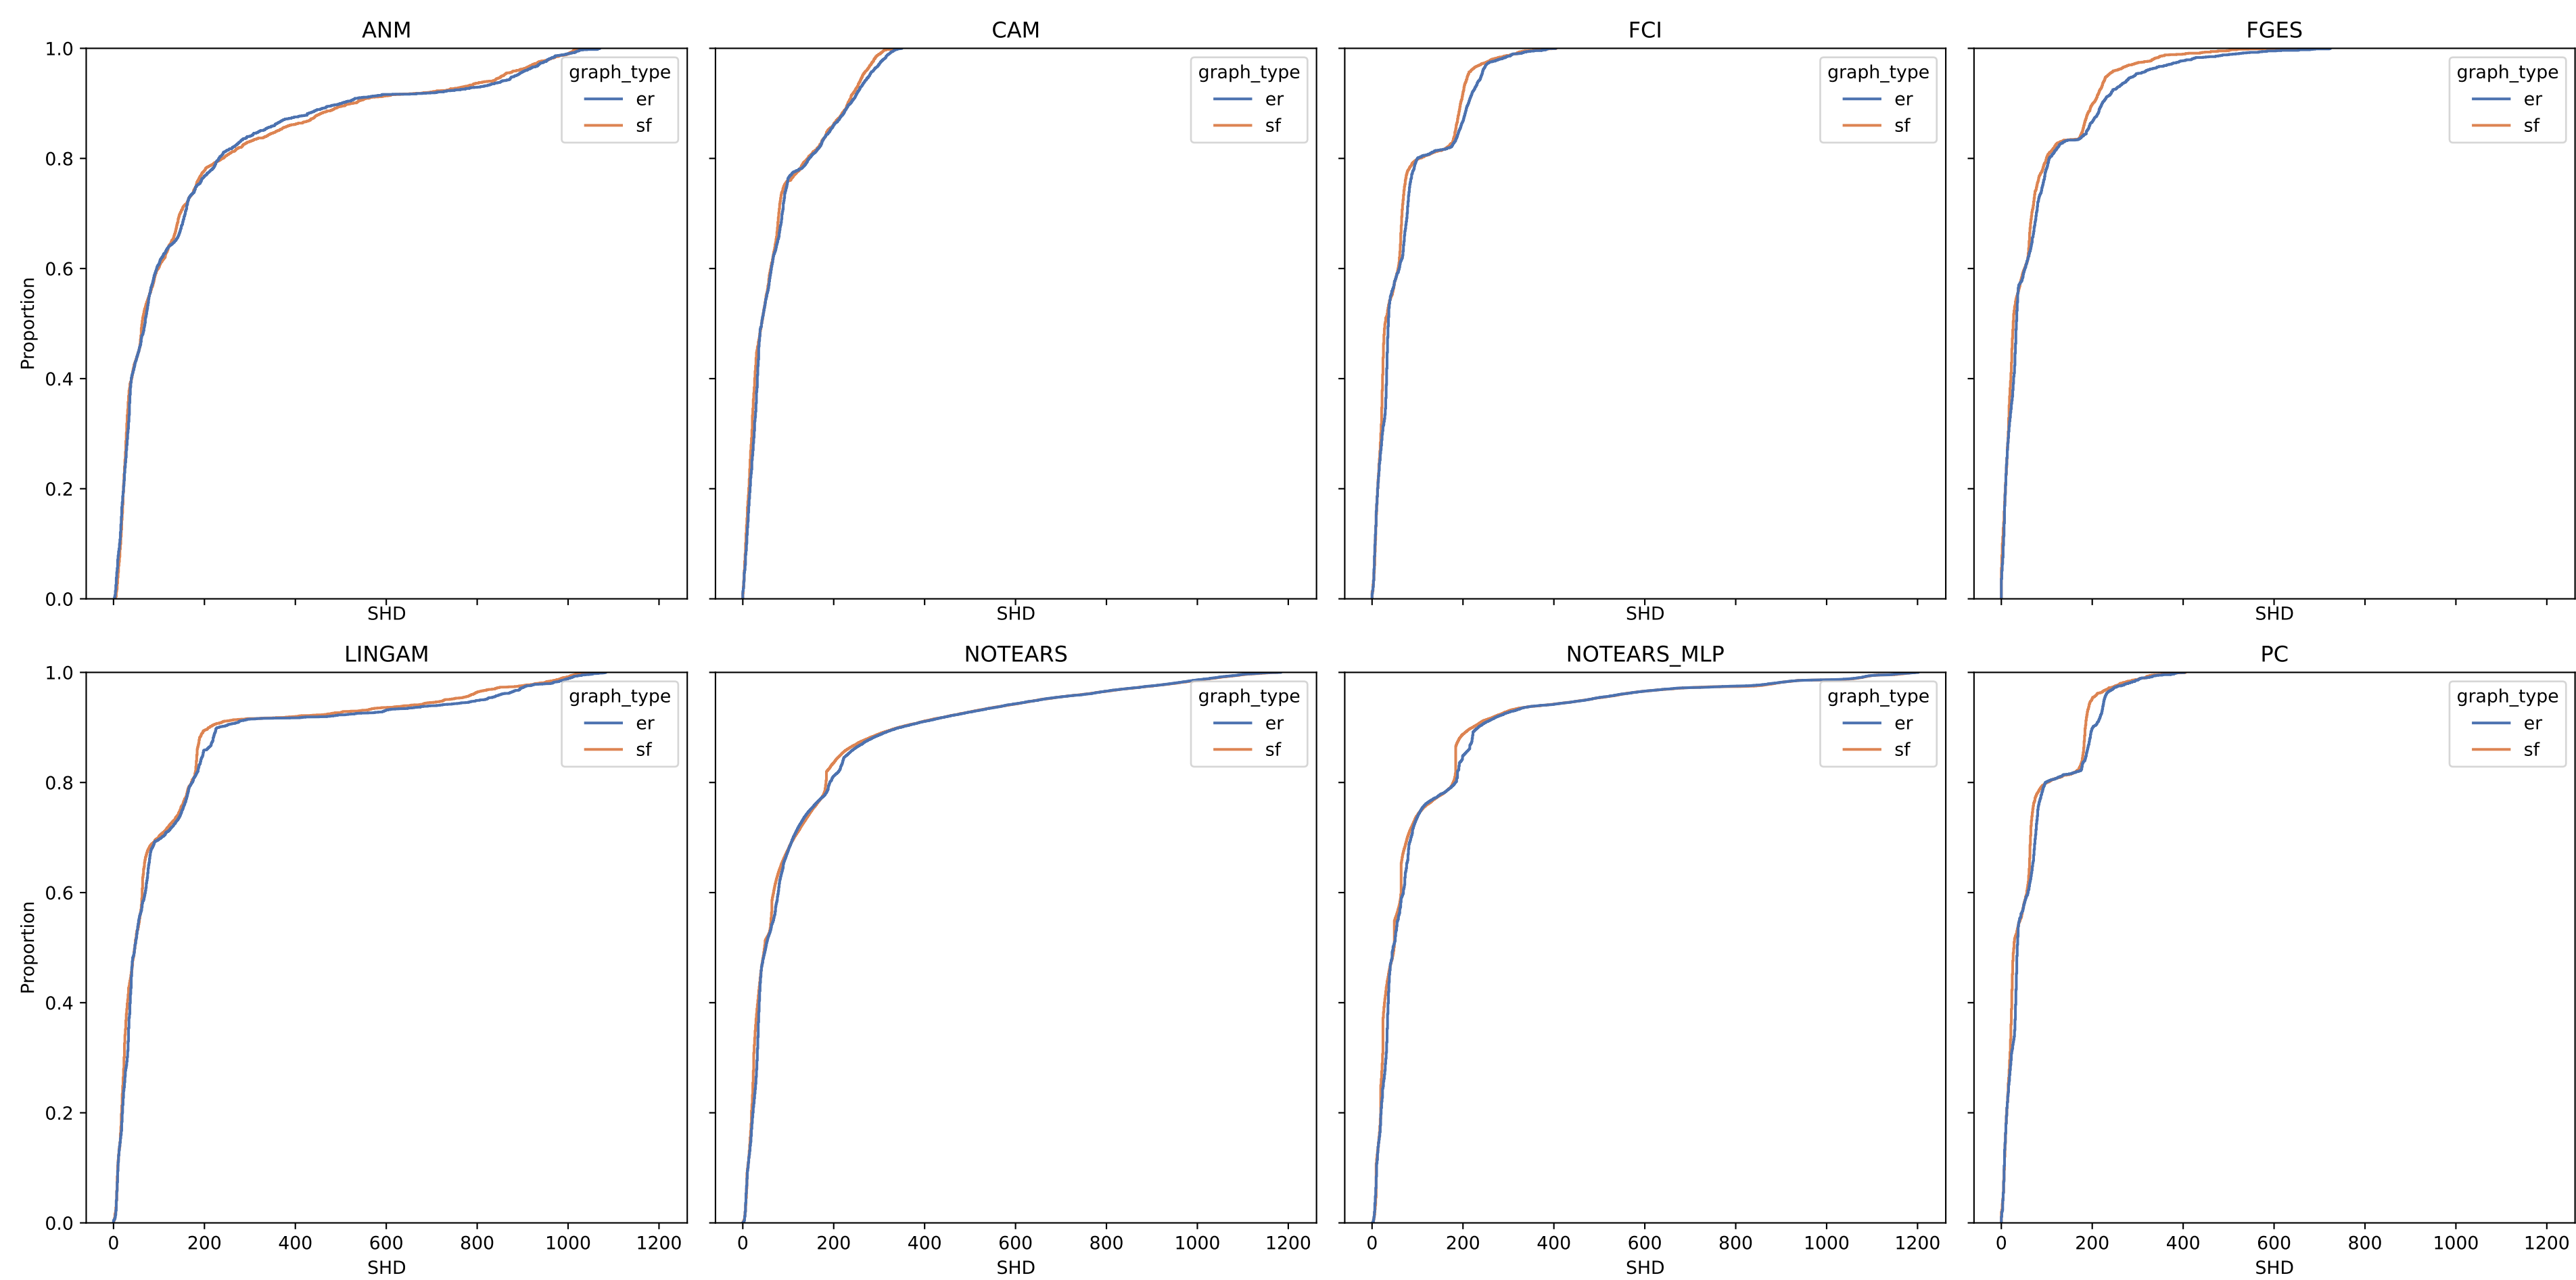 ANM
CAM
FCI
FGES
1.0
0.8
0.6
0.4
0.2
0.0
Proportion
graph_type
er
sf
graph_type
er
sf
graph_type
er
sf
graph_type
er
sf
SHD
SHD
SHD
SHD
LINGAM
NOTEARS
NOTEARS_MLP
PC
1.0
0.8
0.6
0.4
0.2
0.0
Proportion
graph_type
er
sf
graph_type
er
sf
graph_type
er
sf
graph_type
er
sf
0 200 400 600 800 1000 1200
0 200 400 600 800 1000 1200
0 200 400 600 800 1000 1200
0 200 400 600 800 1000 1200
SHD
SHD
SHD
SHD